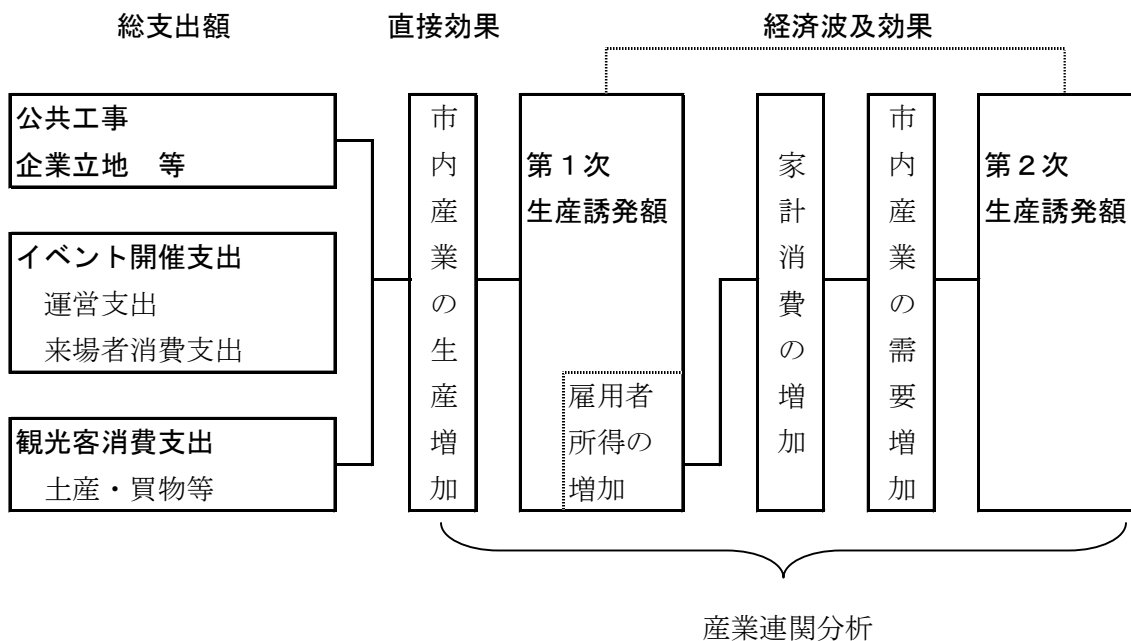 総支出額
直接効果
経済波及効果
公共工事
企業立地　等
イベント開催支出
運営支出
来場者消費支出
観光客消費支出
土産・買物等
市内産業の生産増加
第１次
生産誘発額
雇用者
所得の
増加
家計消費の増加
市内産業の需要増加
第２次
生産誘発額
産業連関分析